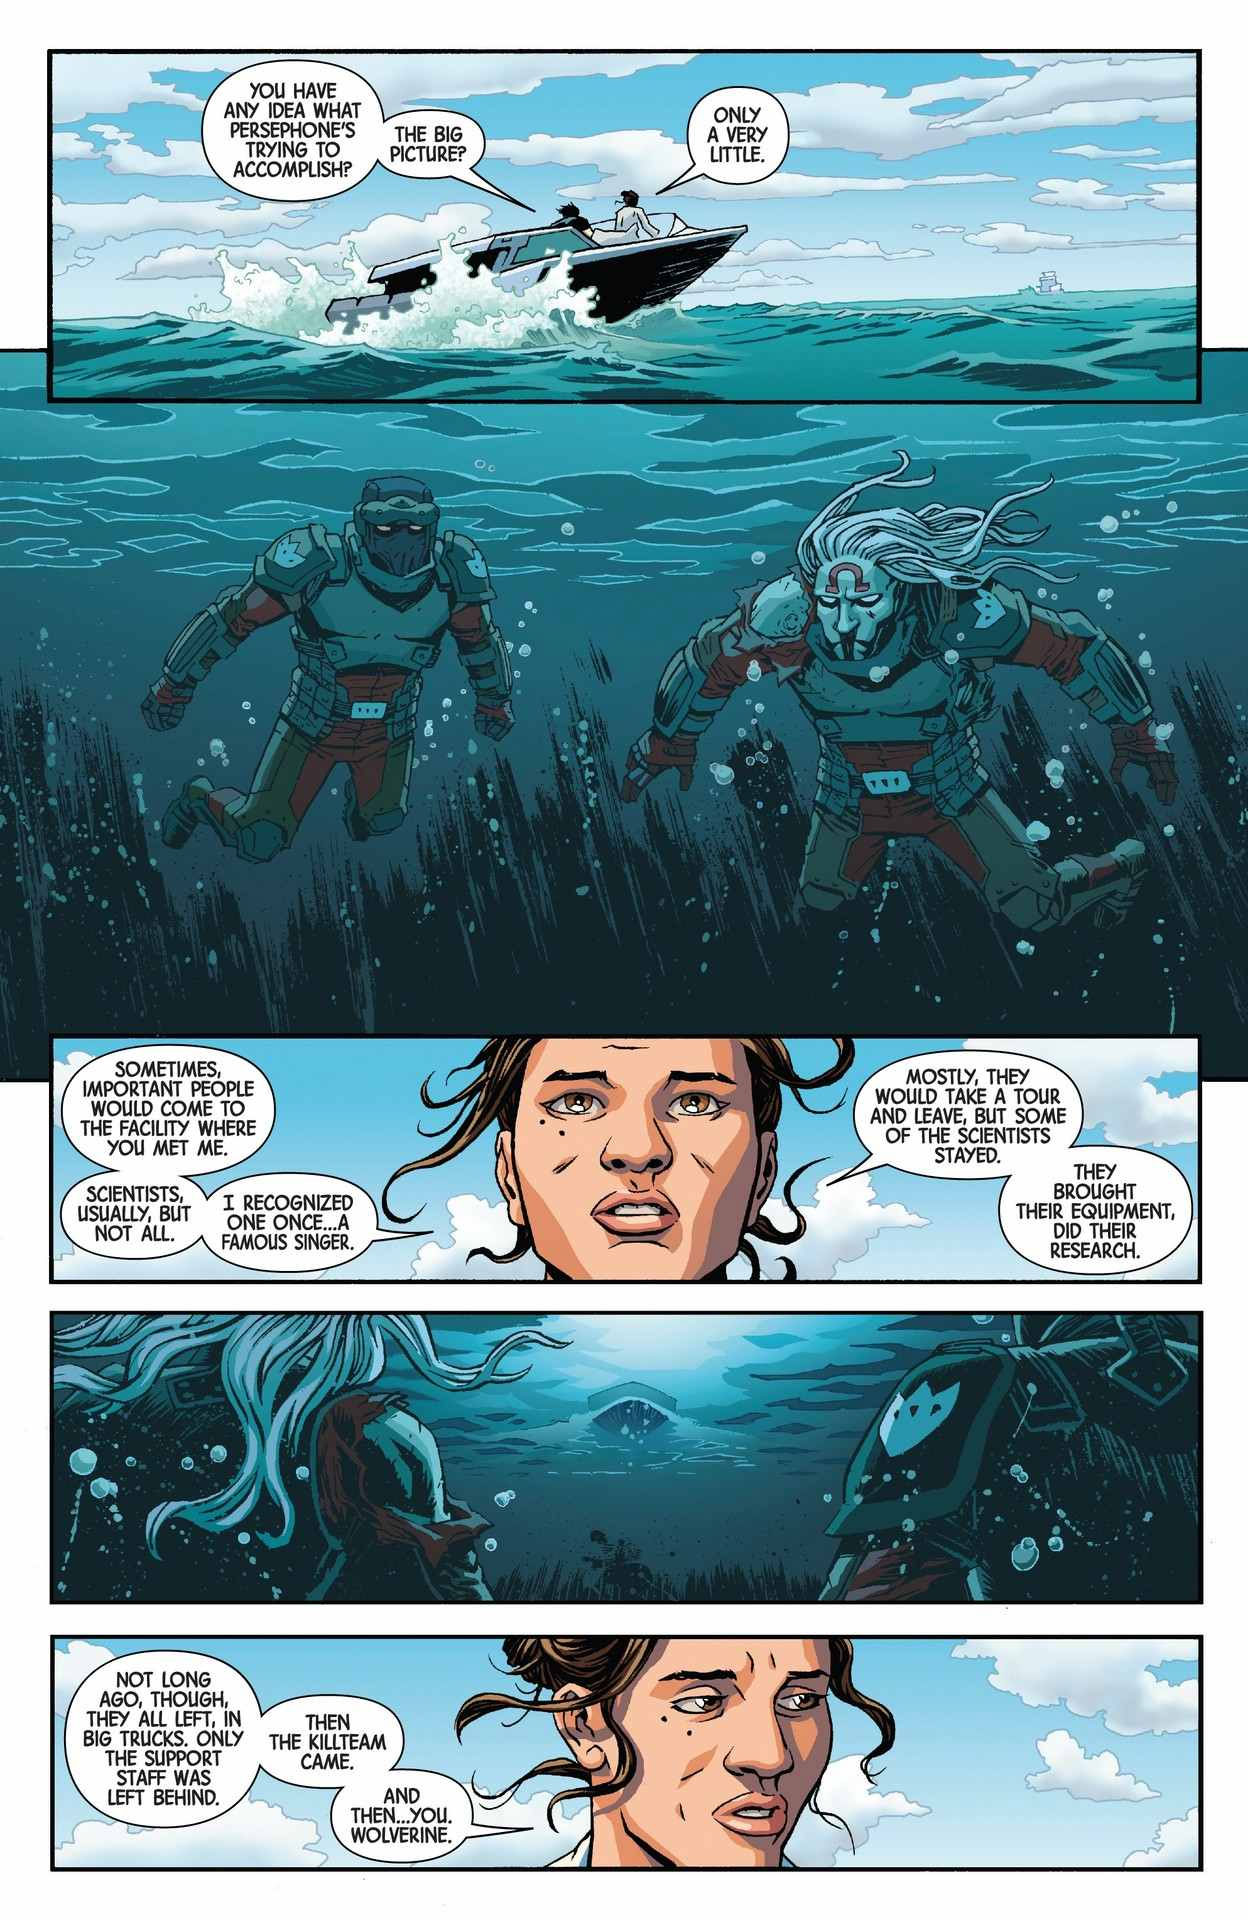 YOU HAVE
ANY IDEA WHAT
PERSEPHONE'S
TRYING TO
ACCOMPLISH?
THE BIG
PICTURE?
ONLY
A VERY
LITTLE.
Ω
SOMETIMES,
IMPORTANT PEOPLE
WOULD COME TO
THE FACILITY WHERE
YOU MET ME.
SCIENTISTS,
USUALLY, BUT
NOT ALL.
I RECOGNIZED
ONE ONCE...A
FAMOUS SINGER.
MOSTLY, THEY
WOULD TAKE A TOUR
AND LEAVE, BUT SOME
OF THE SCIENTISTS
STAYED.
THEY
BROUGHT
THEIR EQUIPMENT,
DID THEIR
RESEARCH.
NOT LONG
AGO, THOUGH,
THEY ALL LEFT, IN
BIG TRUCKS. ONLY
THE SUPPORT
STAFF WAS
LEFT BEHIND.
THEN
THE KILLTEAM
CAME.
AND
THEN...YOU.
WOLVERINE.